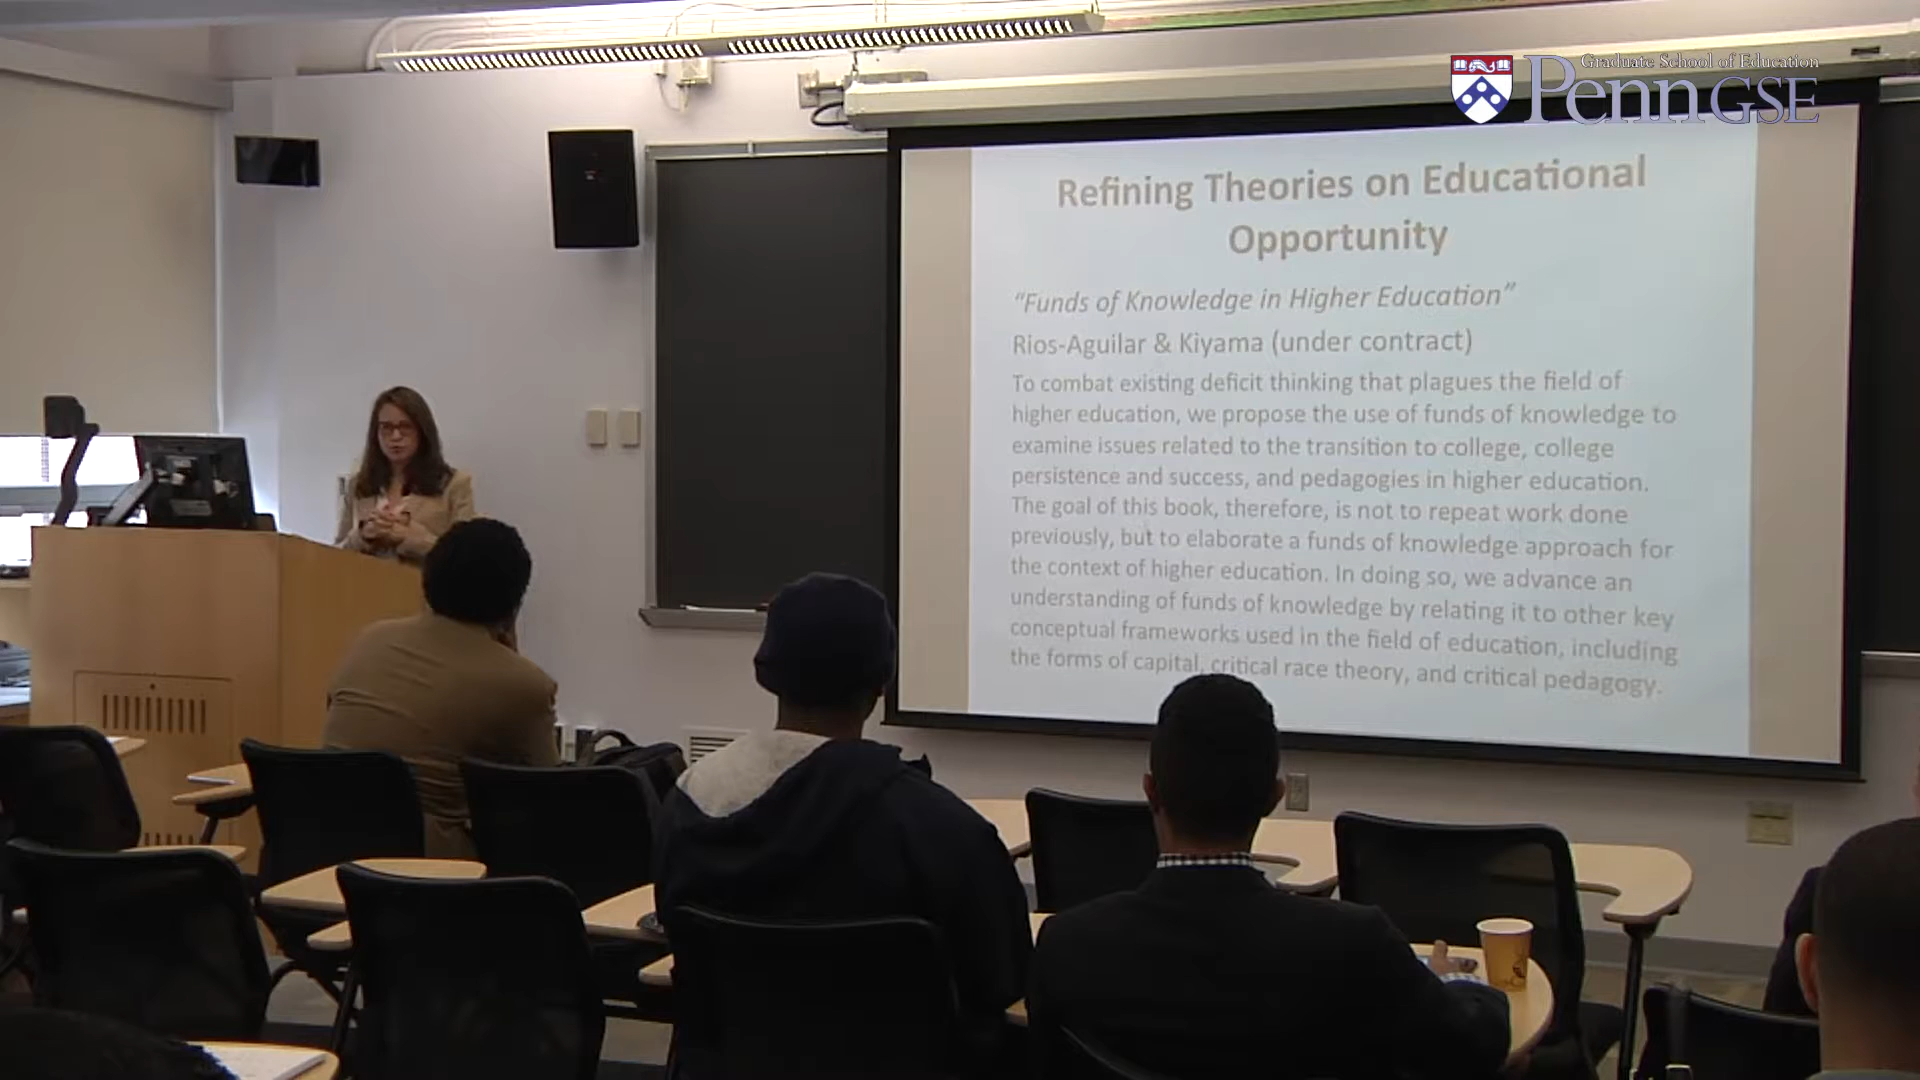 Graduate School of Education
Penn GSE
Refining Theories on Educational
Opportunity
“Funds of Knowledge in Higher Education”
Rios-Aguilar & Kiyama (under contract)
To combat existing deficit thinking that plagues the field of
higher education, we propose the use of funds of knowledge to
examine issues related to the transition to college, college
persistence and success, and pedagogies in higher education.
The goal of this book, therefore, is not to repeat work done
previously, but to elaborate a funds of knowledge approach for
the context of higher education. In doing so, we advance an
understanding of funds of knowledge by relating it to other key
conceptual frameworks used in the field of education, including
the forms of capital, critical race theory, and critical pedagogy.